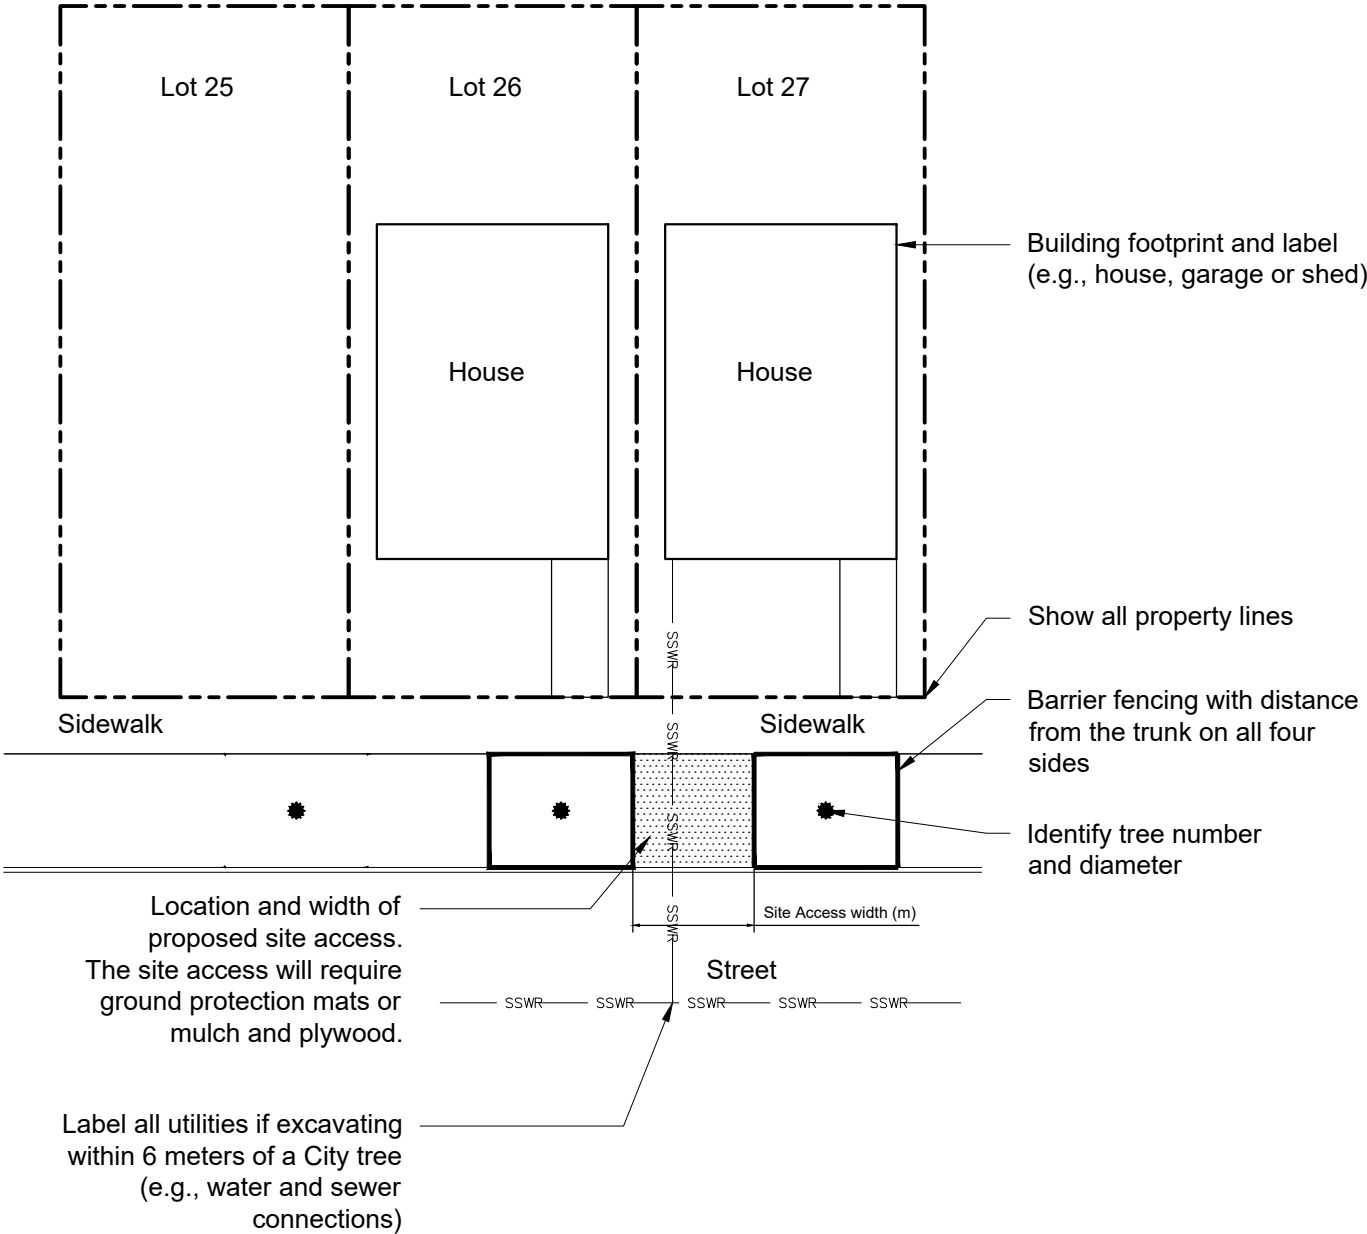 Lot 25
Lot 26
Lot 27
Building footprint and label
(e.g., house, garage or shed)
House
House
Show all property lines
SSWR
Barrier fencing with distance
from the trunk on all four
sides
Sidewalk
Sidewalk
SSWR
SSWR
Identify tree number
and diameter
Location and width of
proposed site access.
The site access will require
ground protection mats or
mulch and plywood.
SSWR
Site Access width (m)
Street
SSWR
SSWR
SSWR
SSWR
SSWR
Label all utilities if excavating
within 6 meters of a City tree
(e.g., water and sewer
connections)